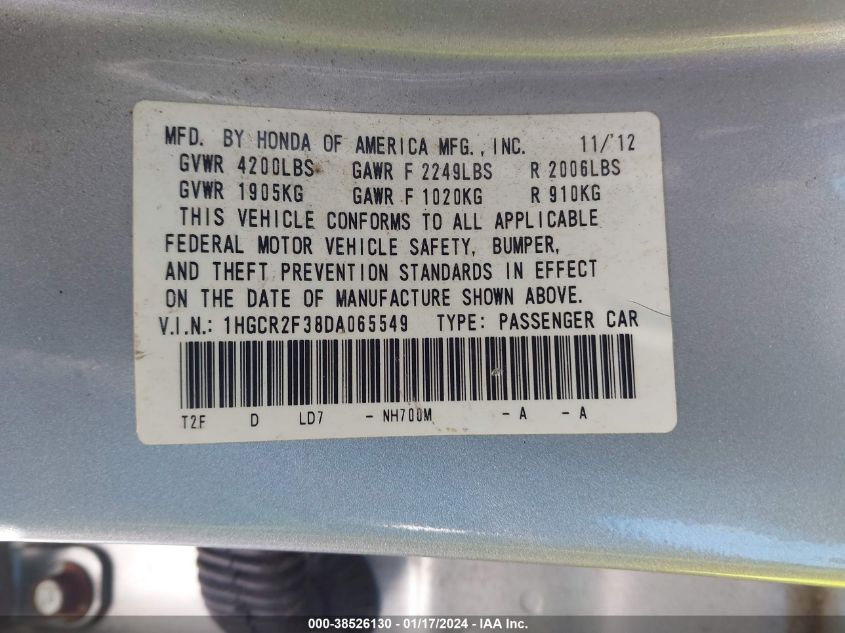 MFD. BY HONDA OF AMERICA MFG., INC. 11/'12
GVWR 4200LBS GAWR F 2249LBS R 2006LBS
GVWR 1905KG GAWR F 1020KG R 910KG
THIS VEHICLE CONFORMS TO ALL APPLICABLE
FEDERAL MOTOR VEHICLE SAFETY, BUMPER,
AND THEFT PREVENTION STANDARDS IN EFFECT
ON THE DATE OF MANUFACTURE SHOWN ABOVE.
V.I.N.: 1HGCR2F38DA065549 TYPE: PASSENGER CAR
T2F D LD7 - NH700M - A - A
000-38526130 - 01/17/2024 - IAA Inc.